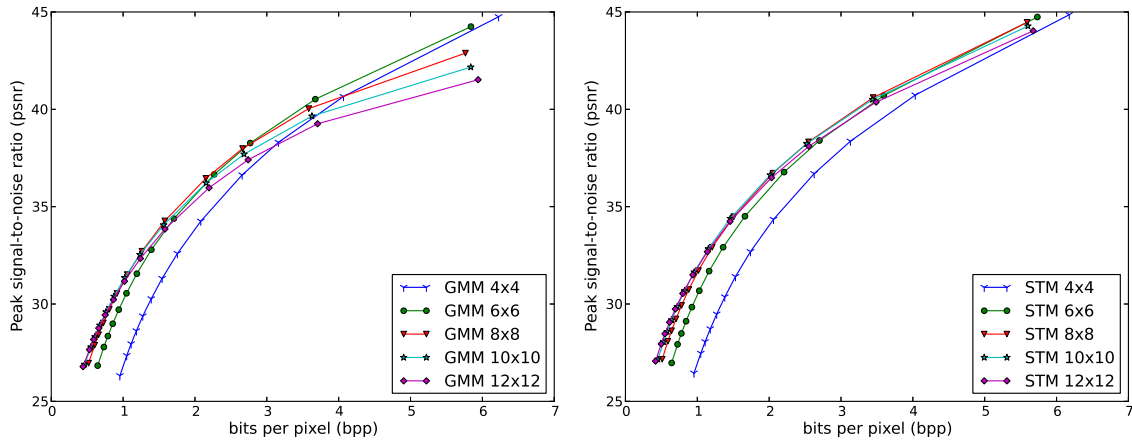 45
40
35
30
25
0
1
2
3
4
5
6
7
Peak signal-to-noise ratio (psnr)
bits per pixel (bpp)
GMM 4x4
GMM 6x6
GMM 8x8
GMM 10x10
GMM 12x12
45
40
35
30
25
0
1
2
3
4
5
6
7
Peak signal-to-noise ratio (psnr)
bits per pixel (bpp)
STM 4x4
STM 6x6
STM 8x8
STM 10x10
STM 12x12